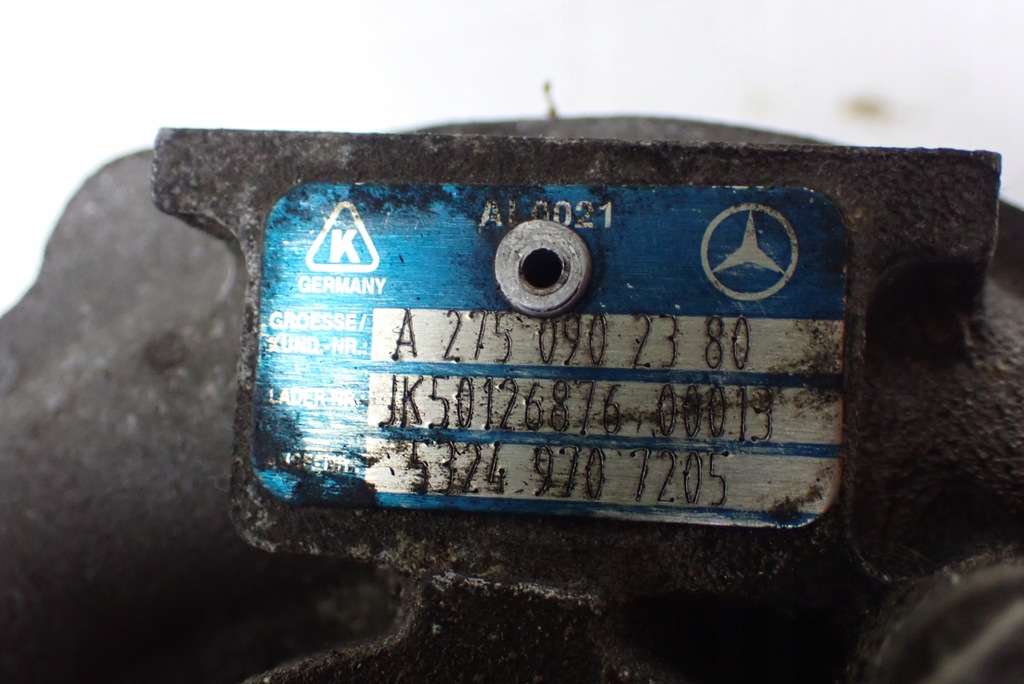 AL0021
K
GERMANY
GROESSE/
KUND.-NR.: A 275 090 23 80
LADER-NR.: JK50126876 00013
5324 970 7205